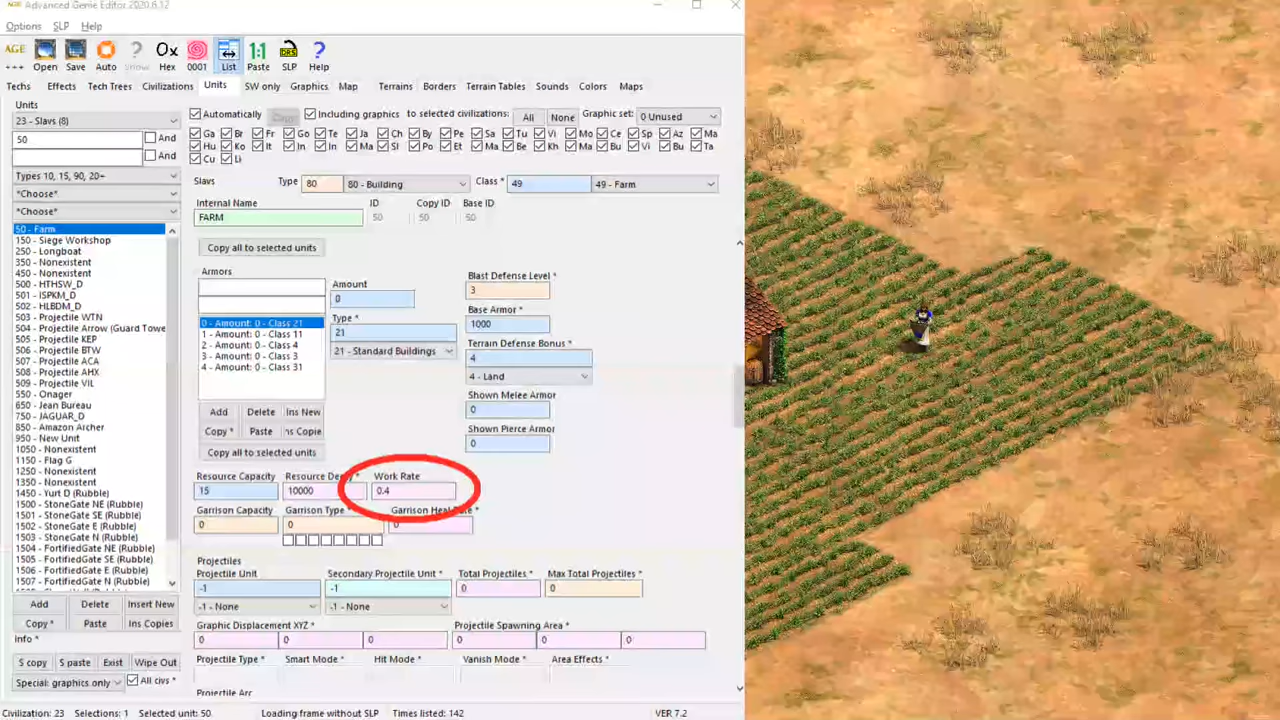 AGE Advanced Genie Editor 2020.6.12
Options SLP Help
AGE 0x 1:1 DRS ?
... Open Save Auto Show Hex 0001 List Paste SLP Help
Techs Effects Tech Trees Civilizations Units SW only Graphics Map Terrains Borders Terrain Tables Sounds Colors Maps
Units
23 - Slavs (8)
50 And
And
Types 10, 15, 90, 20+
*Choose*
*Choose*
50 - Farm
150 - Siege Workshop
250 - Longboat
350 - Nonexistent
450 - Nonexistent
500 - HTHSW_D
501 - ISPKM_D
502 - HLBDM_D
503 - Projectile WTN
504 - Projectile Arrow (Guard Towe
505 - Projectile KEP
506 - Projectile BTW
507 - Projectile ACA
508 - Projectile AHX
509 - Projectile VIL
550 - Onager
650 - Jean Bureau
750 - JAGUAR_D
850 - Amazon Archer
950 - New Unit
1050 - Nonexistent
1150 - Flag G
1250 - Nonexistent
1350 - Nonexistent
1450 - Yurt D (Rubble)
1500 - StoneGate NE (Rubble)
1501 - StoneGate SE (Rubble)
1502 - StoneGate E (Rubble)
1503 - StoneGate N (Rubble)
1504 - FortifiedGate NE (Rubble)
1505 - FortifiedGate SE (Rubble)
1506 - FortifiedGate E (Rubble)
1507 - FortifiedGate N (Rubble)
Add Delete Insert New
Copy * Paste Ins Copies
Info *
S copy S paste Exist Wipe Out
Special: graphics only All civs *
Automatically Copy Including graphics to selected civilizations: All None Graphic set: 0 Unused
Ga Br Fr Go Te Ja Ch By Pe Sa Tu Vi Mo Ce Sp Az Ma
Hu Ko It In In Ma Sl Po Et Ma Be Kh Ma Bu Vi Bu Ta
Cu Li
Slavs Type 80 80 - Building Class * 49 49 - Farm
Internal Name ID Copy ID Base ID
FARM 50 50 50
Copy all to selected units
Armors
Amount
0
Type *
21
21 - Standard Buildings
0 - Amount: 0 - Class 21
1 - Amount: 0 - Class 11
2 - Amount: 0 - Class 4
3 - Amount: 0 - Class 3
4 - Amount: 0 - Class 31
Add Delete Ins New
Copy * Paste ns Copie
Copy all to selected units
Blast Defense Level *
3
Base Armor *
1000
Terrain Defense Bonus *
4
4 - Land
Shown Melee Armor
0
Shown Pierce Armor
0
Resource Capacity Resource Decay * Work Rate
15 10000 0.4
Garrison Capacity Garrison Type * Garrison Heal Rate *
0 0 0
Projectiles
Projectile Unit Secondary Projectile Unit * Total Projectiles * Max Total Projectiles *
-1 -1 0 0
-1 - None -1 - None
Graphic Displacement XYZ * Projectile Spawning Area *
0 0 0 0 0 0
Projectile Type * Smart Mode * Hit Mode * Vanish Mode * Area Effects *
Projectile Arc
Civilization: 23 Selections: 1 Selected unit: 50 Loading frame without SLP Times listed: 142 VER 7.2